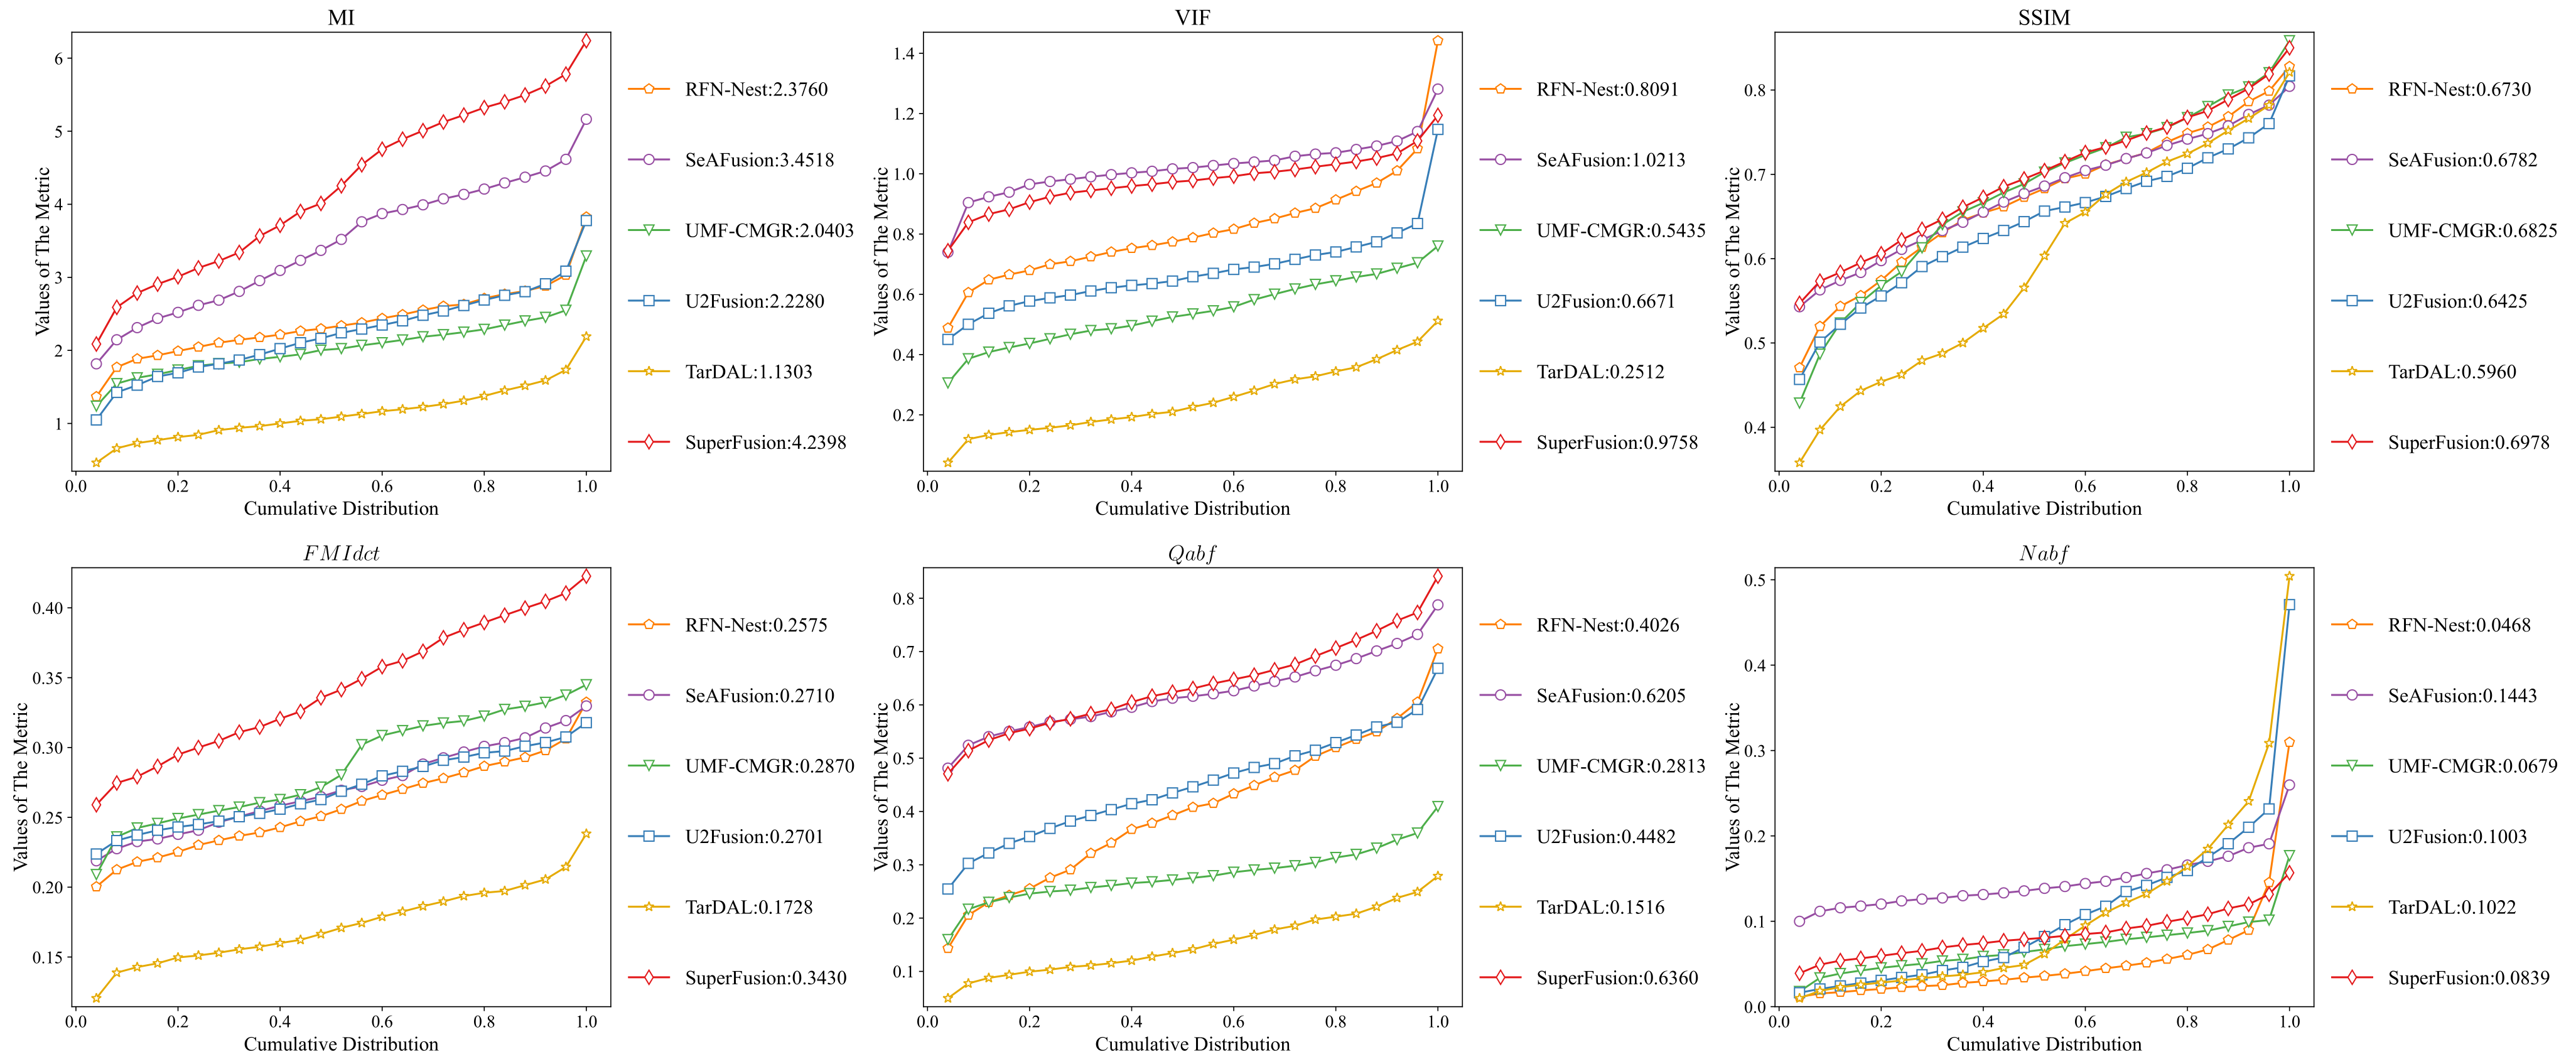 MI
Values of The Metric
6
5
4
3
2
1
0.0 0.2 0.4 0.6 0.8 1.0
Cumulative Distribution
RFN-Nest:2.3760
SeAFusion:3.4518
UMF-CMGR:2.0403
U2Fusion:2.2280
TarDAL:1.1303
SuperFusion:4.2398
VIF
Values of The Metric
1.4
1.2
1.0
0.8
0.6
0.4
0.2
0.0 0.2 0.4 0.6 0.8 1.0
Cumulative Distribution
RFN-Nest:0.8091
SeAFusion:1.0213
UMF-CMGR:0.5435
U2Fusion:0.6671
TarDAL:0.2512
SuperFusion:0.9758
SSIM
Values of The Metric
0.8
0.7
0.6
0.5
0.4
0.0 0.2 0.4 0.6 0.8 1.0
Cumulative Distribution
RFN-Nest:0.6730
SeAFusion:0.6782
UMF-CMGR:0.6825
U2Fusion:0.6425
TarDAL:0.5960
SuperFusion:0.6978
FMIdct
Values of The Metric
0.40
0.35
0.30
0.25
0.20
0.15
0.0 0.2 0.4 0.6 0.8 1.0
Cumulative Distribution
RFN-Nest:0.2575
SeAFusion:0.2710
UMF-CMGR:0.2870
U2Fusion:0.2701
TarDAL:0.1728
SuperFusion:0.3430
Qabf
Values of The Metric
0.8
0.7
0.6
0.5
0.4
0.3
0.2
0.1
0.0 0.2 0.4 0.6 0.8 1.0
Cumulative Distribution
RFN-Nest:0.4026
SeAFusion:0.6205
UMF-CMGR:0.2813
U2Fusion:0.4482
TarDAL:0.1516
SuperFusion:0.6360
Nabf
Values of The Metric
0.5
0.4
0.3
0.2
0.1
0.0
0.0 0.2 0.4 0.6 0.8 1.0
Cumulative Distribution
RFN-Nest:0.0468
SeAFusion:0.1443
UMF-CMGR:0.0679
U2Fusion:0.1003
TarDAL:0.1022
SuperFusion:0.0839